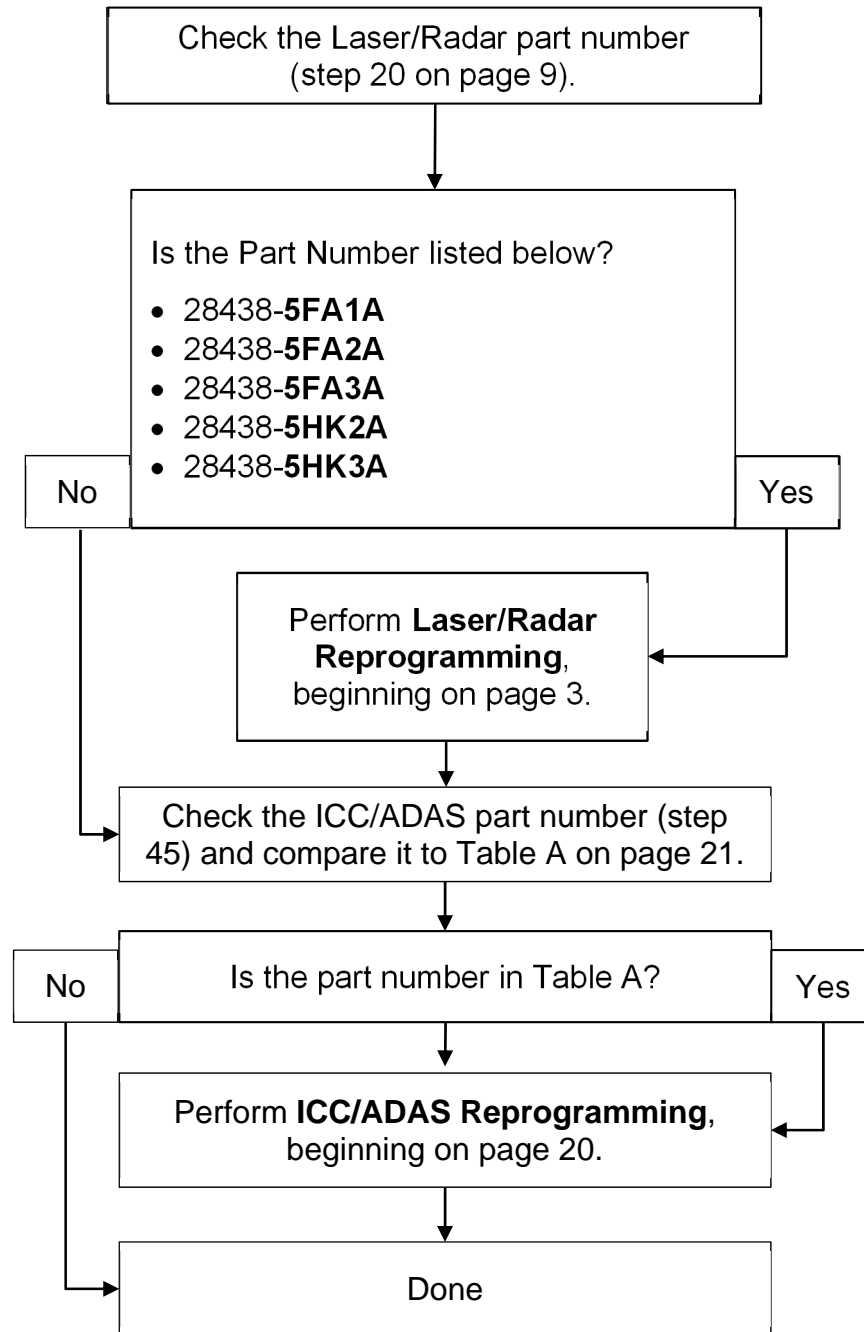 Check the Laser/Radar part number
(step 20 on page 9).
Is the Part Number listed below?
• 28438-5FA1A
• 28438-5FA2A
• 28438-5FA3A
• 28438-5HK2A
• 28438-5HK3A
No
Yes
Perform Laser/Radar
Reprogramming,
beginning on page 3.
Check the ICC/ADAS part number (step
45) and compare it to Table A on page 21.
No
Is the part number in Table A?
Yes
Perform ICC/ADAS Reprogramming,
beginning on page 20.
Done